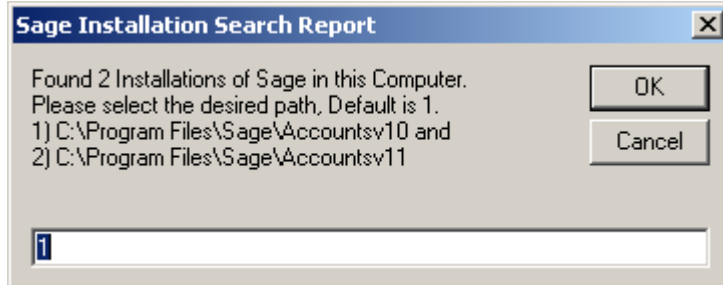 Sage Installation Search Report
Found 2 Installations of Sage in this Computer.
Please select the desired path, Default is 1.
1) C:\Program Files\Sage\Accountsv10 and
2) C:\Program Files\Sage\Accountsv11
OK
Cancel
1